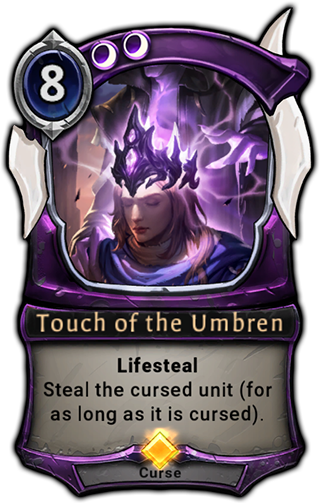 8
Touch of the Umbren
Lifesteal
Steal the cursed unit (for
as long as it is cursed).
Curse